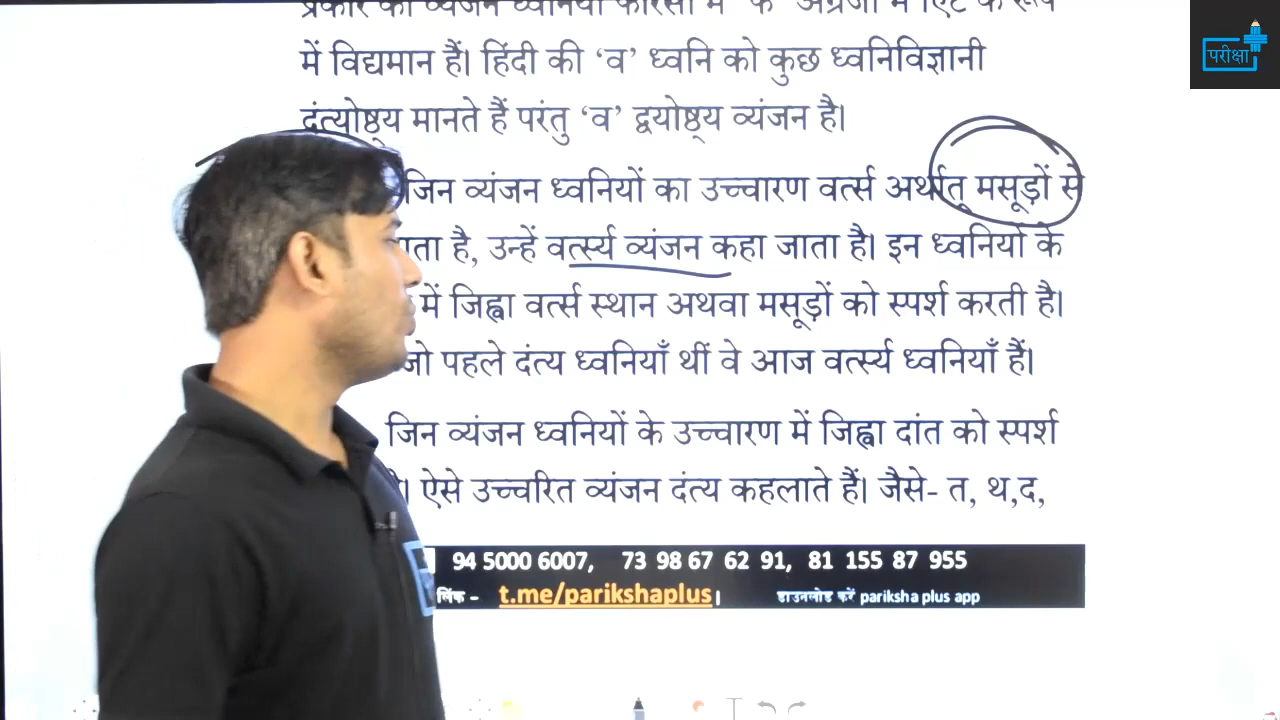 परीक्षा
में विद्यमान हैं। हिंदी की ‘व’ ध्वनि को कुछ ध्वनिविज्ञानी
दंत्योष्ठ्य मानते हैं परंतु ‘व’ द्वयोष्ठ्य व्यंजन है।
जिन व्यंजन ध्वनियों का उच्चारण वर्त्स अर्थात् मसूड़ों से
है, उन्हें वर्त्स्य व्यंजन कहा जाता है। इन ध्वनियों के
में जिह्वा वर्त्स स्थान अथवा मसूड़ों को स्पर्श करती है।
जो पहले दंत्य ध्वनियाँ थीं वे आज वर्त्स्य ध्वनियाँ हैं।
जिन व्यंजन ध्वनियों के उच्चारण में जिह्वा दांत को स्पर्श
ऐसे उच्चरित व्यंजन दंत्य कहलाते हैं। जैसे- त, थ,द,
94 5000 6007, 73 98 67 62 91, 81 155 87 955
लिंक - t.me/parikshaplus। डाउनलोड करें pariksha plus app